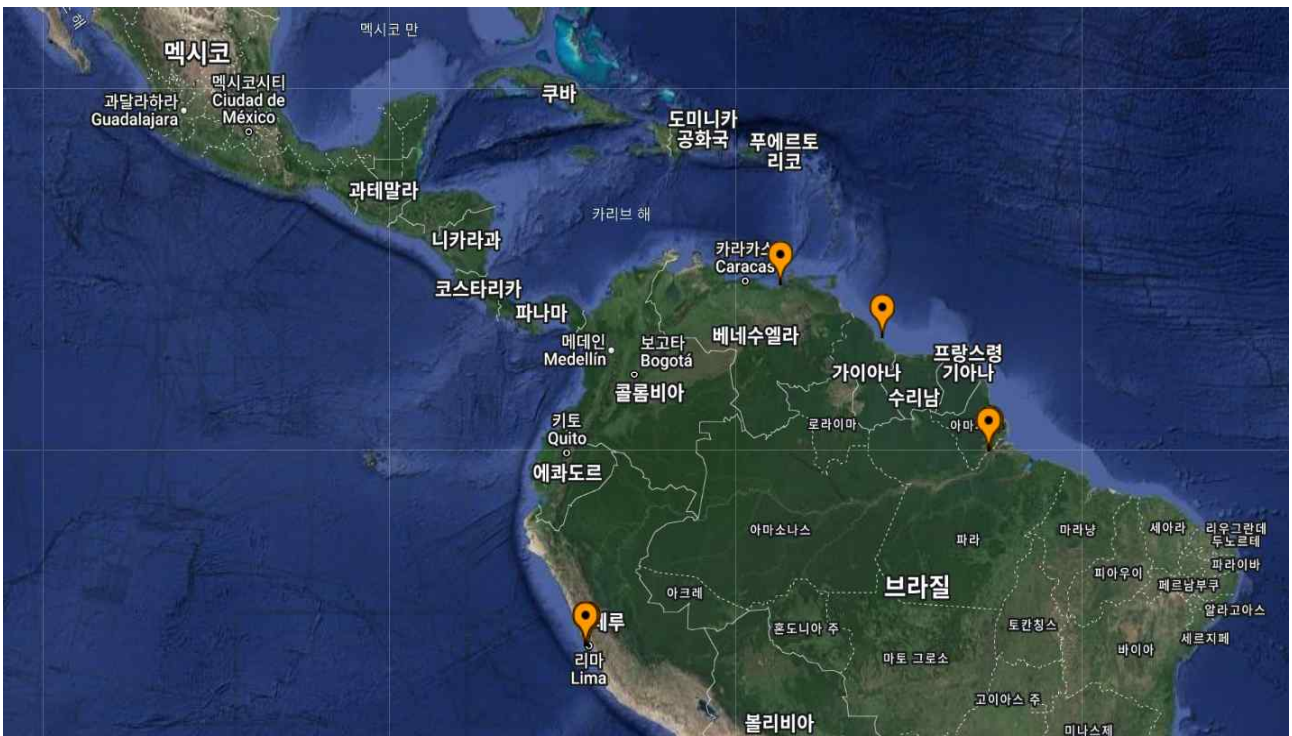 해
멕시코 만
멕시코
멕시코시티
Ciudad de
México
과달라하라
Guadalajara
쿠바
도미니카
공화국
푸에르토
리코
과테말라
카리브 해
니카라과
카라카스
Caracas
코스타리카
파나마
베네수엘라
메데인
Medellín
보고타
Bogotá
콜롬비아
가이아나
프랑스령
기아나
수리남
키토
Quito
로라이마
에콰도르
아마소나스
파라
마라냥
세아라
리우그란데
두노르테
피아우이
파라이바
페르남부쿠
아크레
브라질
알라고아스
토칸칭스
혼도니아 주
세르지페
바이아
마토 그로소
리마
Lima
고이아스 주
볼리비아
미나스제